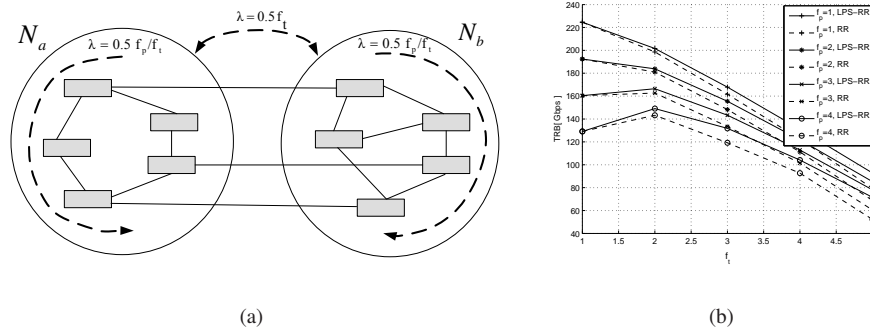 λ = 0.5 f_t
N_a
λ = 0.5 f_p/f_t
λ = 0.5 f_p/f_t
N_b
(a)
240
220
200
180
160
140
120
100
80
60
40
TRB[ Gbps]
1
1.5
2
2.5
3
3.5
4
4.5
f_t
f_p=1, LPS−RR
f_p=1, RR
f_p=2, LPS−RR
f_p=2, RR
f_p=3, LPS−RR
f_p=3, RR
f_p=4, LPS−RR
f_p=4, RR
(b)